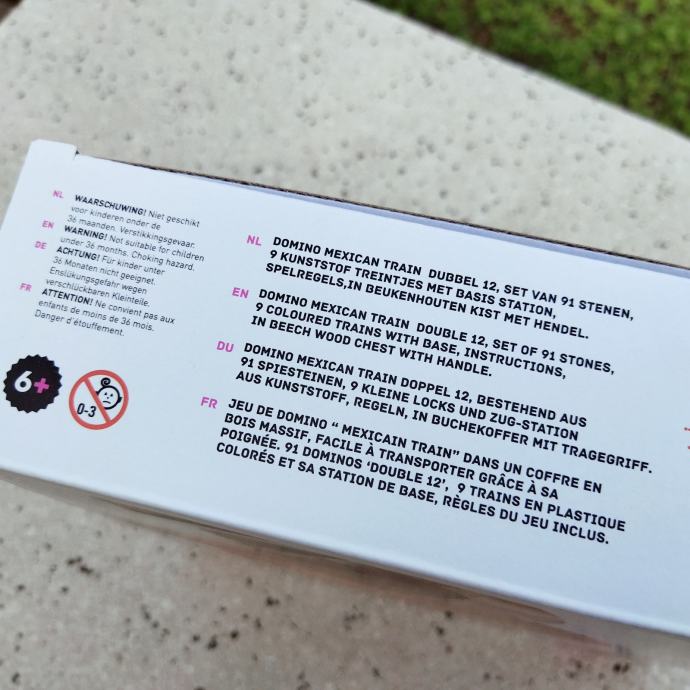 NL WAARSCHUWING! Niet geschikt
voor kinderen onder de
36 maanden. Verstikkingsgevaar.
EN WARNING! Not suitable for children
under 36 months. Choking hazard.
DE ACHTUNG! Für kinder unter
36 Monaten nicht geeignet.
Enslükungsgefahr wegen
verschlückbaren Kleinteile.
FR ATTENTION! Ne convient pas aux
enfants de moins de 36 mois.
Danger d'étouffement.
6+
0-3
NL DOMINO MEXICAN TRAIN DUBBEL 12, SET VAN 91 STENEN,
9 KUNSTSTOF TREINTJES MET BASIS STATION,
SPELREGELS,IN BEUKENHOUTEN KIST MET HENDEL.
EN DOMINO MEXICAN TRAIN DOUBLE 12, SET OF 91 STONES,
9 COLOURED TRAINS WITH BASE, INSTRUCTIONS,
IN BEECH WOOD CHEST WITH HANDLE.
DU DOMINO MEXICAN TRAIN DOPPEL 12, BESTEHEND AUS
91 SPIESTEINEN, 9 KLEINE LOCKS UND ZUG-STATION
AUS KUNSTSTOFF, REGELN, IN BUCHEKOFFER MIT TRAGEGRIFF.
FR JEU DE DOMINO “ MEXICAIN TRAIN” DANS UN COFFRE EN
BOIS MASSIF, FACILE À TRANSPORTER GRÂCE À SA
POIGNÉE. 91 DOMINOS ‘DOUBLE 12’, 9 TRAINS EN PLASTIQUE
COLORÉS ET SA STATION DE BASE, RÈGLES DU JEU INCLUS.